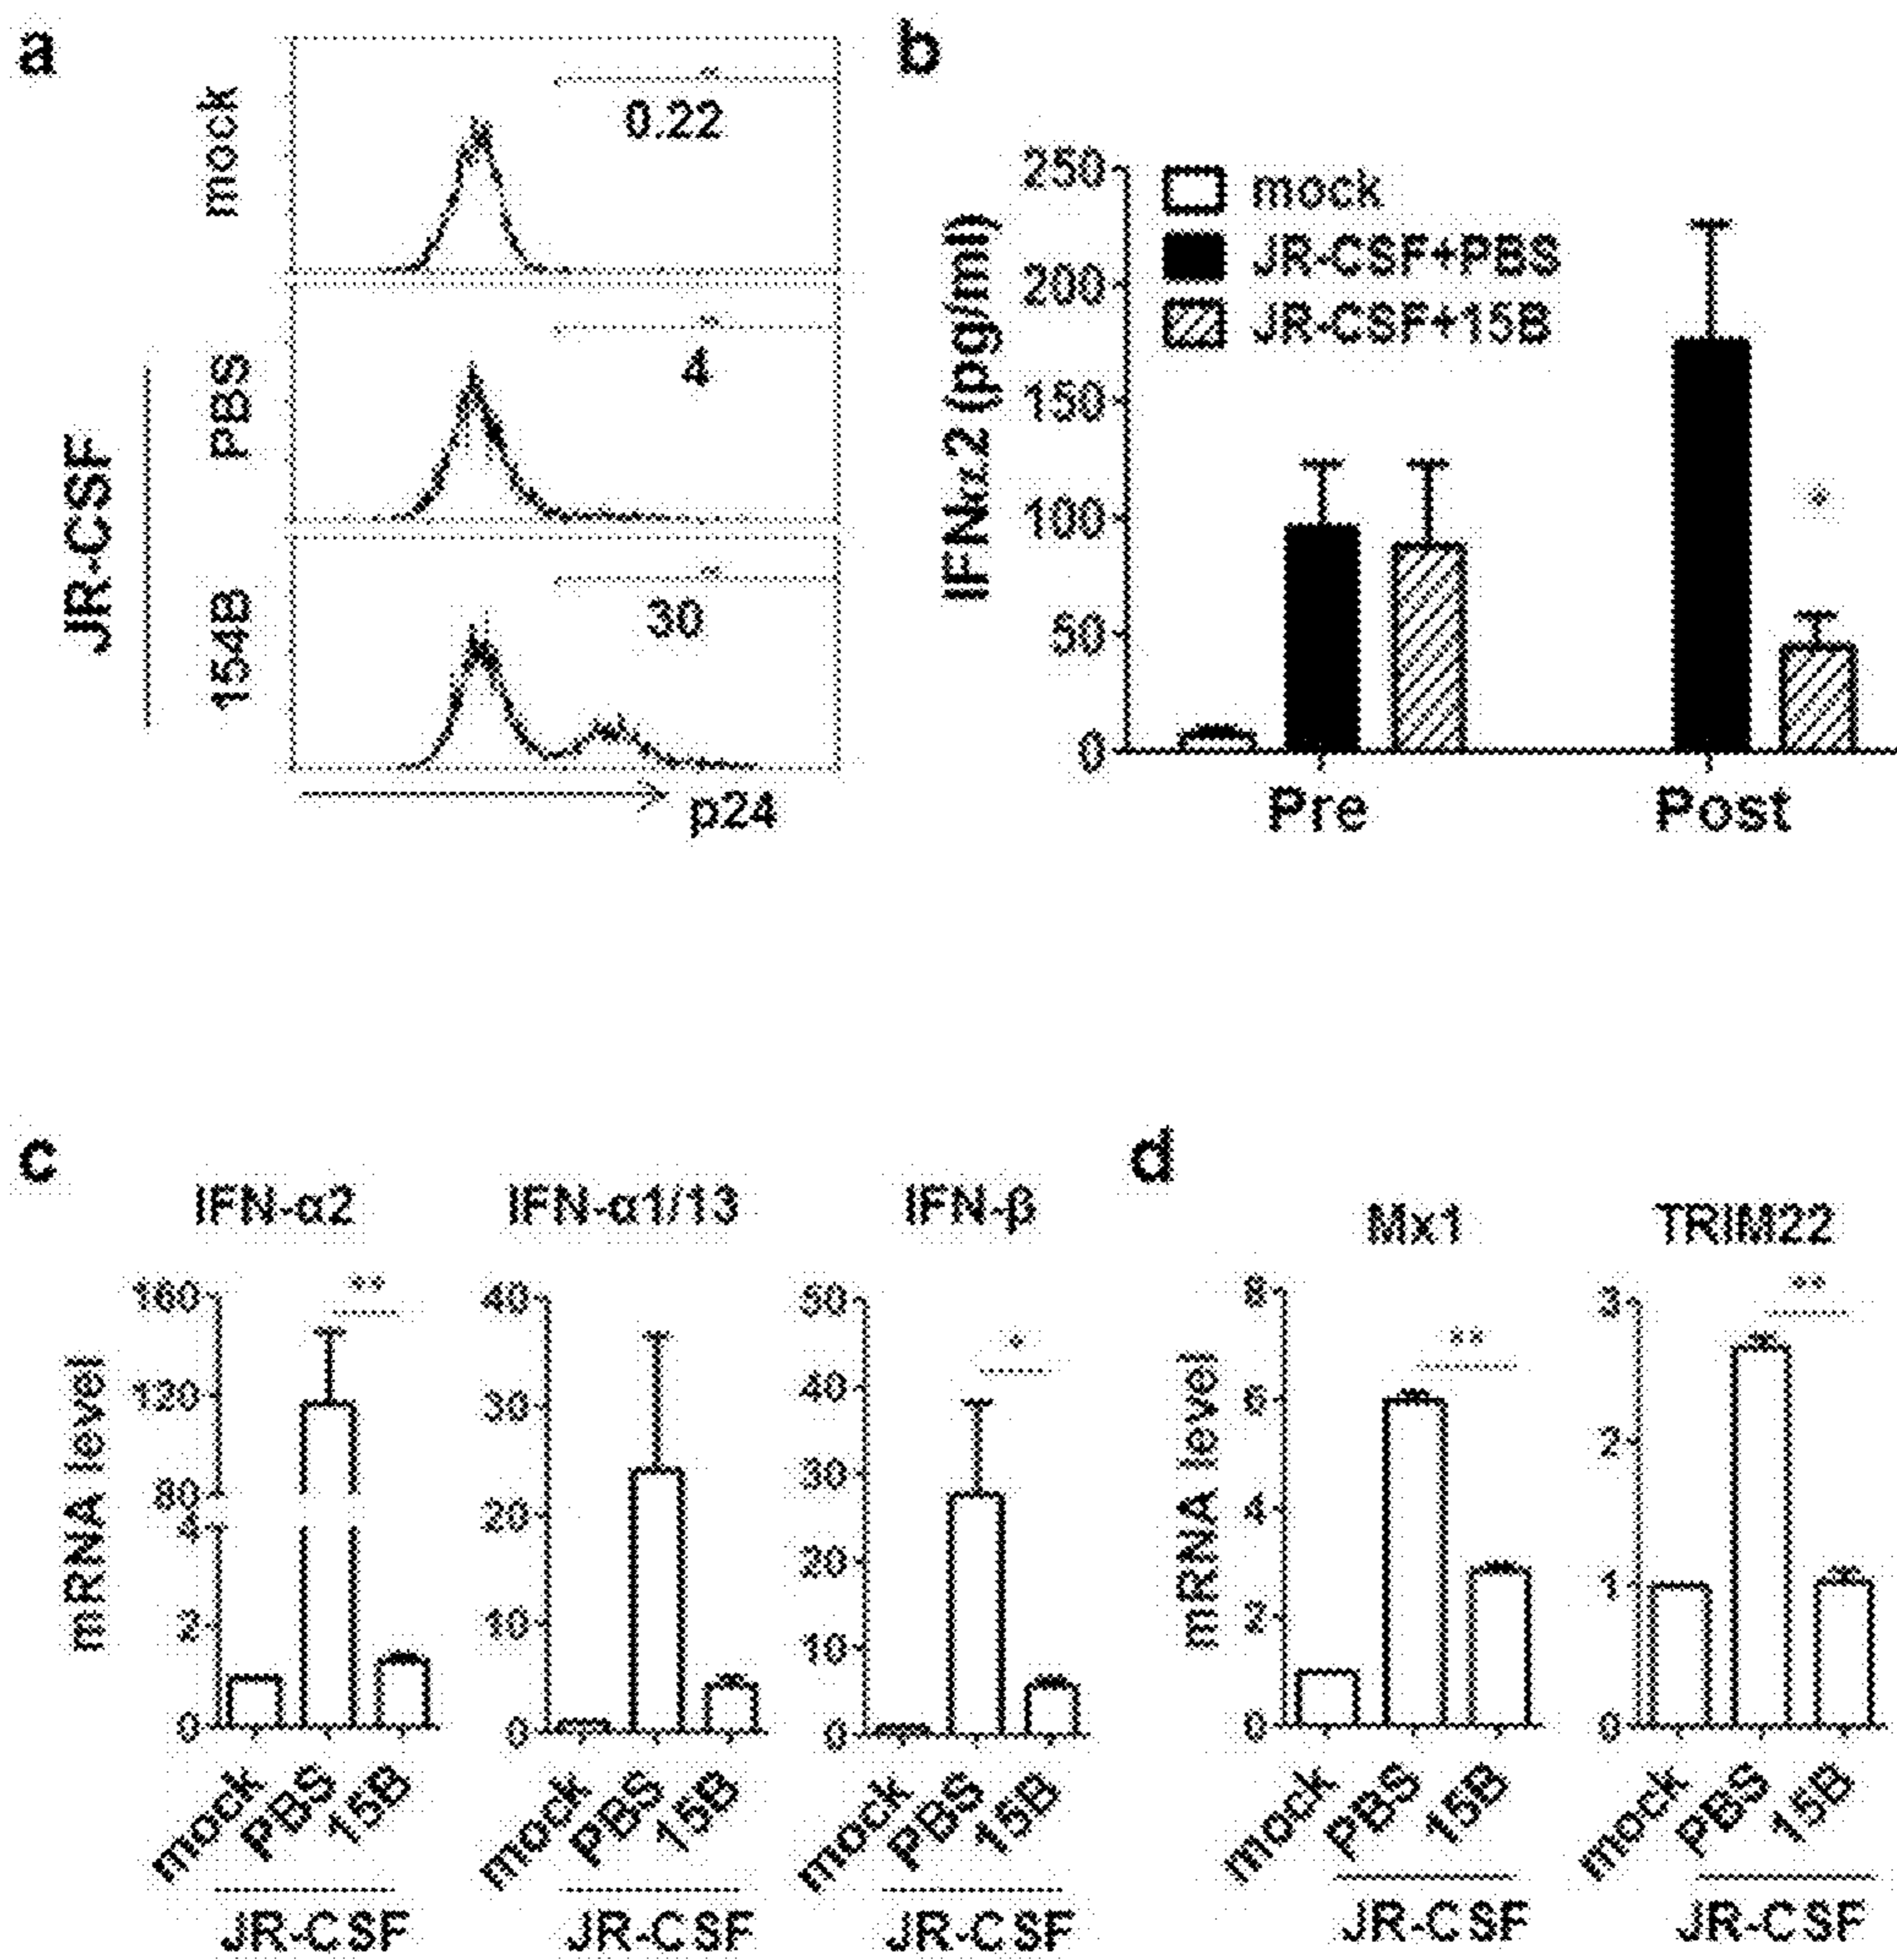 a
mock
0.22
JR-CSF
PBS
4
154B
30
p24
b
IFNα2 (pg/ml)
250
200
150
100
50
0
mock
JR-CSF+PBS
JR-CSF+15B
*
Pre
Post
c
mRNA level
IFN-α2
160
120
80
4
2
0
**
mock
PBS
15B
JR-CSF
IFN-α1/13
40
30
20
10
0
mock
PBS
15B
JR-CSF
IFN-β
50
40
30
20
10
0
*
mock
PBS
15B
JR-CSF
d
mRNA level
Mx1
8
6
4
2
0
**
mock
PBS
15B
JR-CSF
TRIM22
3
2
1
0
**
mock
PBS
15B
JR-CSF